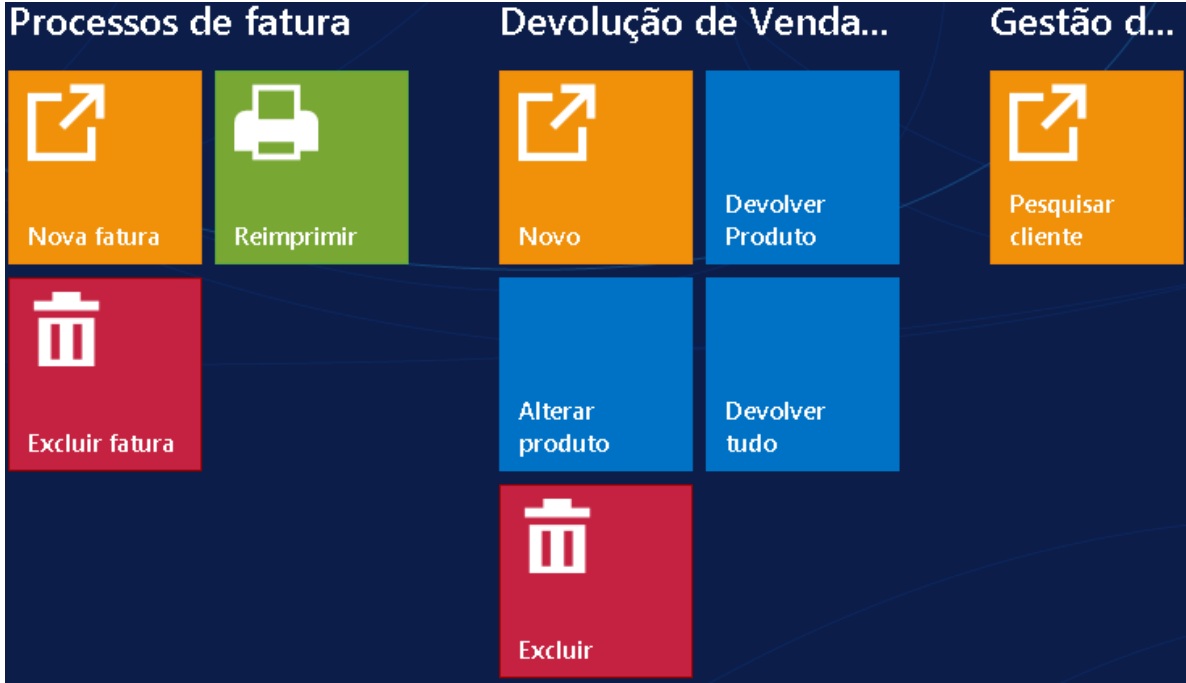 Processos de fatura
Nova fatura
Reimprimir
Excluir fatura
Devolução de Venda...
Novo
Devolver
Produto
Alterar
produto
Devolver
tudo
Excluir
Gestão d...
Pesquisar
cliente